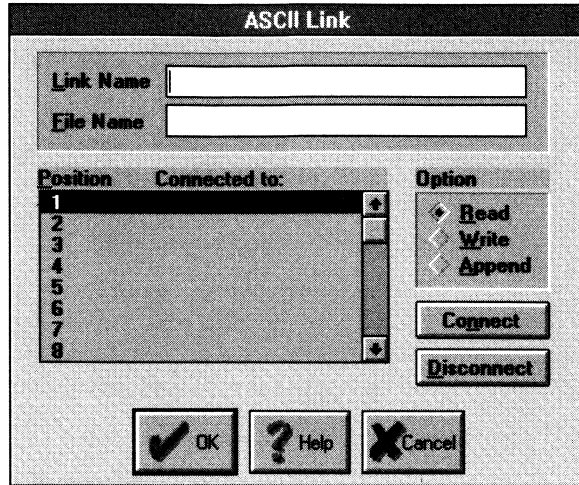 ASCII Link
Link Name
File Name
Position Connected to:
1
2
3
4
5
6
7
8
Option
Read
Write
Append
Connect
Disconnect
OK Help Cancel